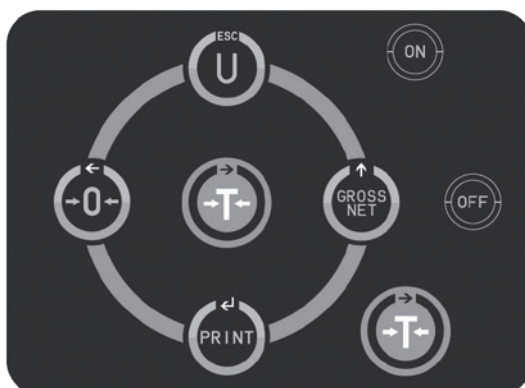 ESC
U
ON
←
→0←
→
→T←
↑
GROSS
NET
OFF
↵
PRINT
→
→T←